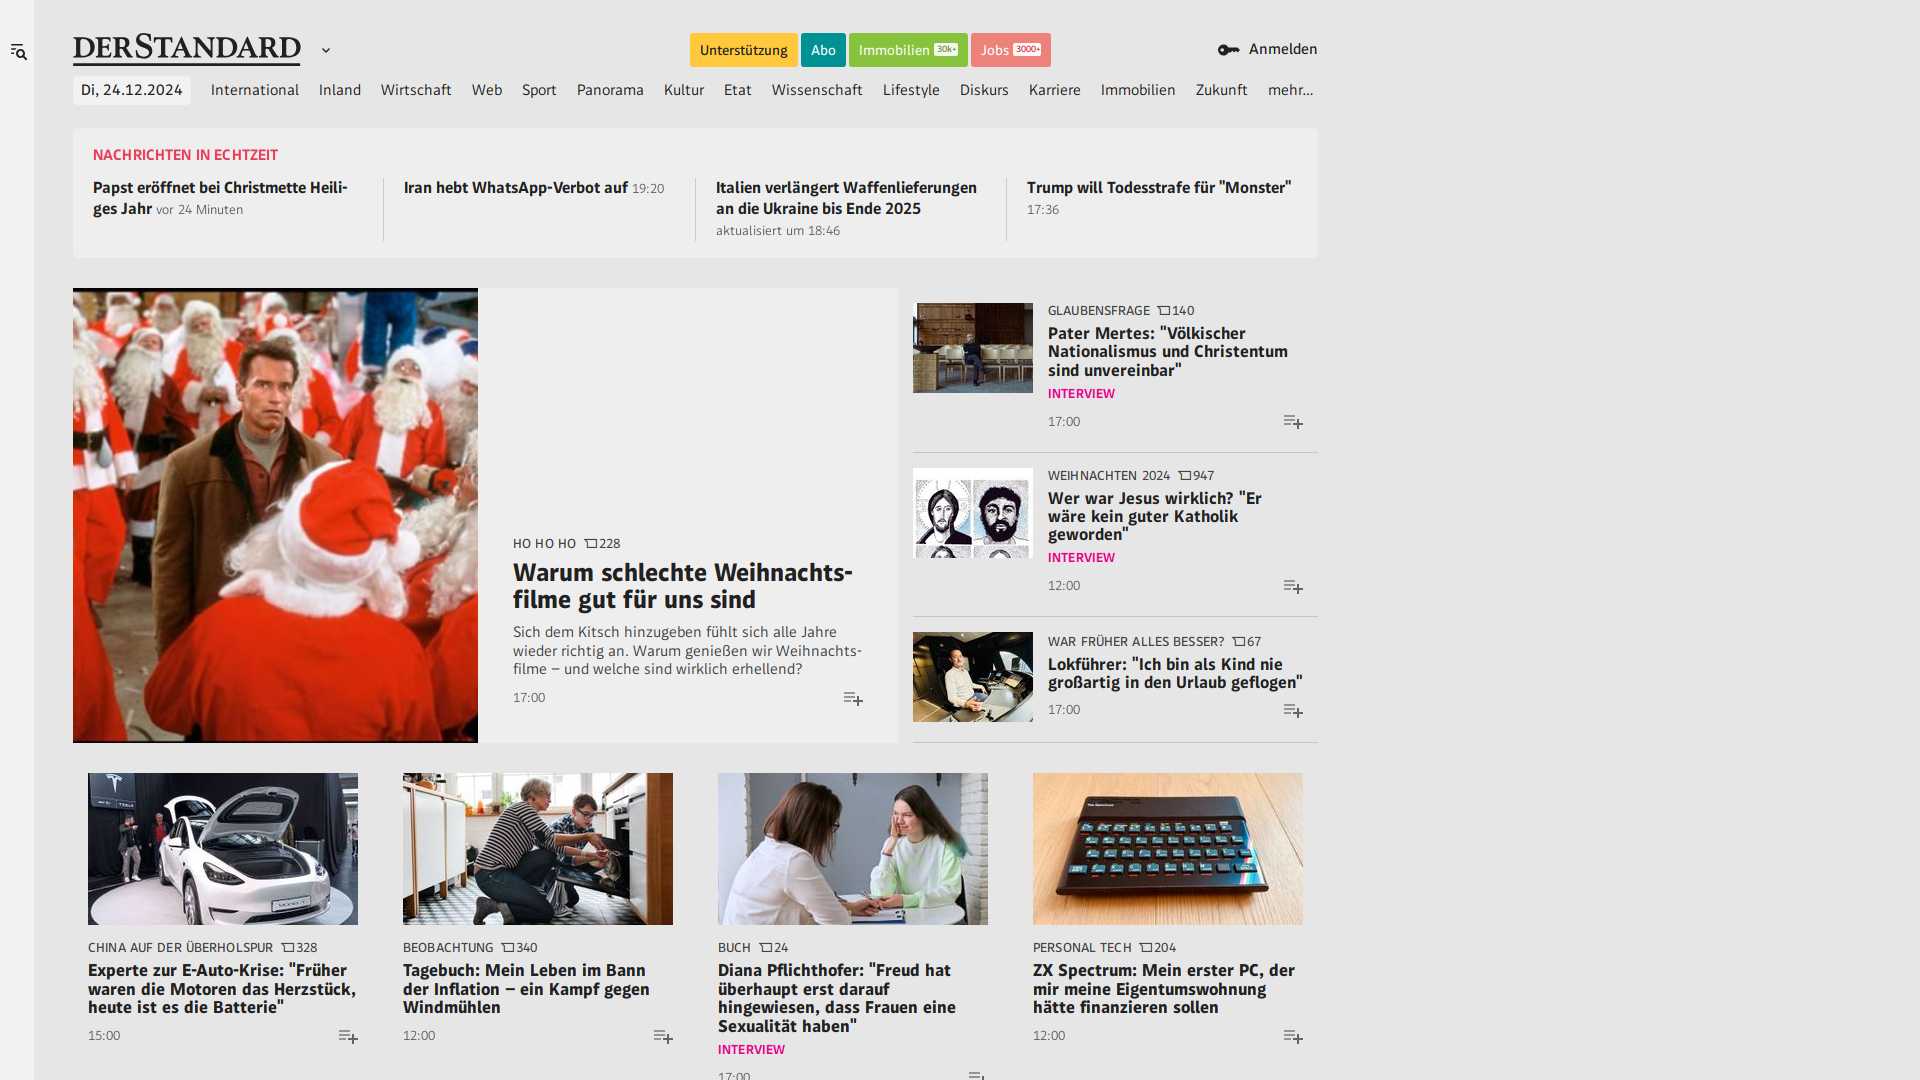 DERSTANDARD
Unterstützung
Abo
Immobilien 30k+
Jobs 3000+
Anmelden
Di, 24.12.2024
International
Inland
Wirtschaft
Web
Sport
Panorama
Kultur
Etat
Wissenschaft
Lifestyle
Diskurs
Karriere
Immobilien
Zukunft
mehr...
NACHRICHTEN IN ECHTZEIT
Papst eröffnet bei Christmette Heili-
ges Jahr vor 24 Minuten
Iran hebt WhatsApp-Verbot auf 19:20
Italien verlängert Waffenlieferungen
an die Ukraine bis Ende 2025
aktualisiert um 18:46
Trump will Todesstrafe für "Monster"
17:36
HO HO HO 228
Warum schlechte Weihnachts-
filme gut für uns sind
Sich dem Kitsch hinzugeben fühlt sich alle Jahre
wieder richtig an. Warum genießen wir Weihnachts-
filme – und welche sind wirklich erhellend?
17:00
GLAUBENSFRAGE 140
Pater Mertes: "Völkischer
Nationalismus und Christentum
sind unvereinbar"
INTERVIEW
17:00
WEIHNACHTEN 2024 947
Wer war Jesus wirklich? "Er
wäre kein guter Katholik
geworden"
INTERVIEW
12:00
WAR FRÜHER ALLES BESSER? 67
Lokführer: "Ich bin als Kind nie
großartig in den Urlaub geflogen"
17:00
TESLA
CHINA AUF DER ÜBERHOLSPUR 328
Experte zur E-Auto-Krise: "Früher
waren die Motoren das Herzstück,
heute ist es die Batterie"
15:00
BEOBACHTUNG 340
Tagebuch: Mein Leben im Bann
der Inflation – ein Kampf gegen
Windmühlen
12:00
BUCH 24
Diana Pflichthofer: "Freud hat
überhaupt erst darauf
hingewiesen, dass Frauen eine
Sexualität haben"
INTERVIEW
17:00
PERSONAL TECH 204
ZX Spectrum: Mein erster PC, der
mir meine Eigentumswohnung
hätte finanzieren sollen
12:00